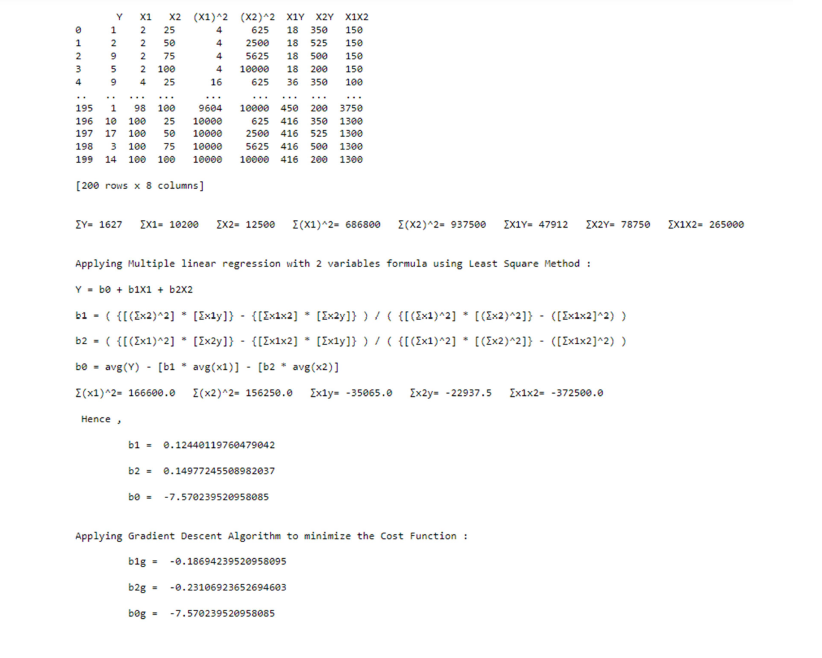 Y X1 X2 (X1)^2 (X2)^2 X1Y X2Y X1X2
0 1 2 25 4 625 18 350 150
1 2 2 50 4 2500 18 525 150
2 9 2 75 4 5625 18 500 150
3 5 2 100 4 10000 18 200 150
4 9 4 25 16 625 36 350 100
.. .. ... ... ... ... ... ... ...
195 1 98 100 9604 10000 450 200 3750
196 10 100 25 10000 625 416 350 1300
197 17 100 50 10000 2500 416 525 1300
198 3 100 75 10000 5625 416 500 1300
199 14 100 100 10000 10000 416 200 1300
[200 rows x 8 columns]
ΣY= 1627 ΣX1= 10200 ΣX2= 12500 Σ(X1)^2= 686800 Σ(X2)^2= 937500 ΣX1Y= 47912 ΣX2Y= 78750 ΣX1X2= 265000
Applying Multiple linear regression with 2 variables formula using Least Square Method :
Y = b0 + b1X1 + b2X2
b1 = ( {[(Σx2)^2] * [Σx1y]} - {[Σx1x2] * [Σx2y]} ) / ( {[(Σx1)^2] * [(Σx2)^2]} - ([Σx1x2]^2) )
b2 = ( {[(Σx1)^2] * [Σx2y]} - {[Σx1x2] * [Σx1y]} ) / ( {[(Σx1)^2] * [(Σx2)^2]} - ([Σx1x2]^2) )
b0 = avg(Y) - [b1 * avg(x1)] - [b2 * avg(x2)]
Σ(x1)^2= 166600.0 Σ(x2)^2= 156250.0 Σx1y= -35065.0 Σx2y= -22937.5 Σx1x2= -372500.0
Hence ,
b1 = 0.12440119760479042
b2 = 0.14977245508982037
b0 = -7.570239520958085
Applying Gradient Descent Algorithm to minimize the Cost Function :
b1g = -0.18694239520958095
b2g = -0.23106923652694603
b0g = -7.570239520958085